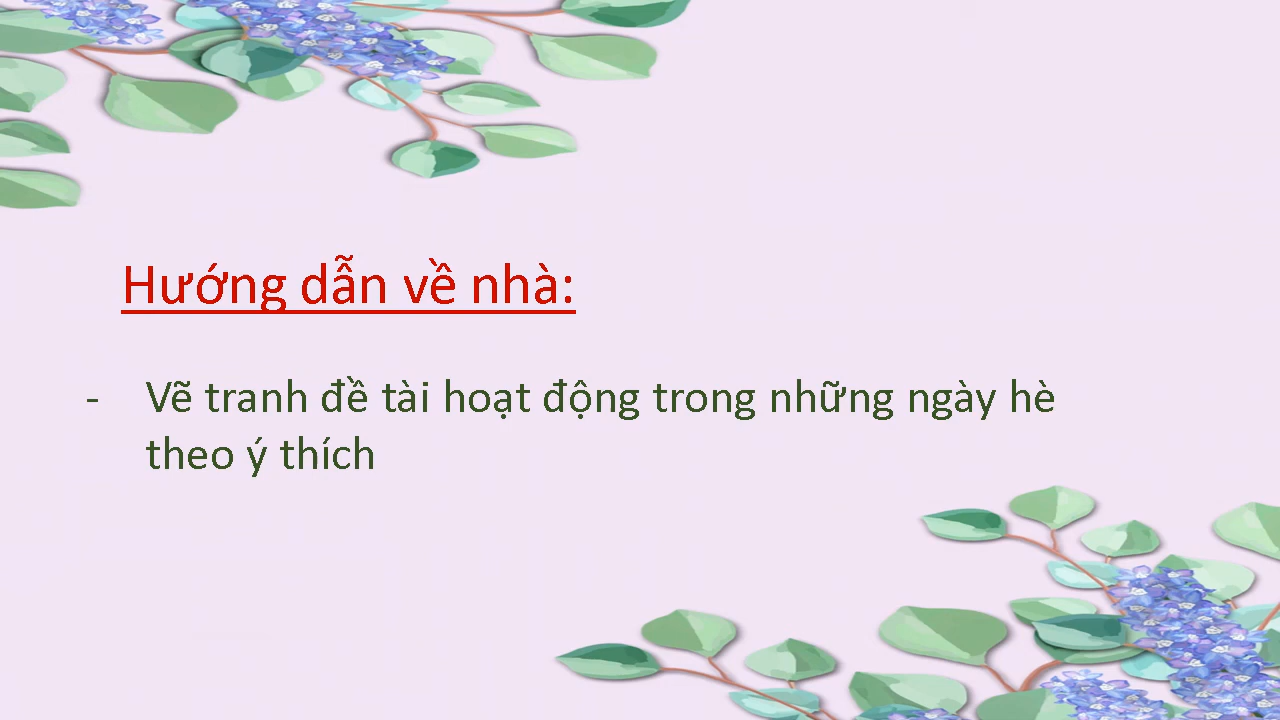 Hướng dẫn về nhà:
- Vẽ tranh đề tài hoạt động trong những ngày hè
theo ý thích